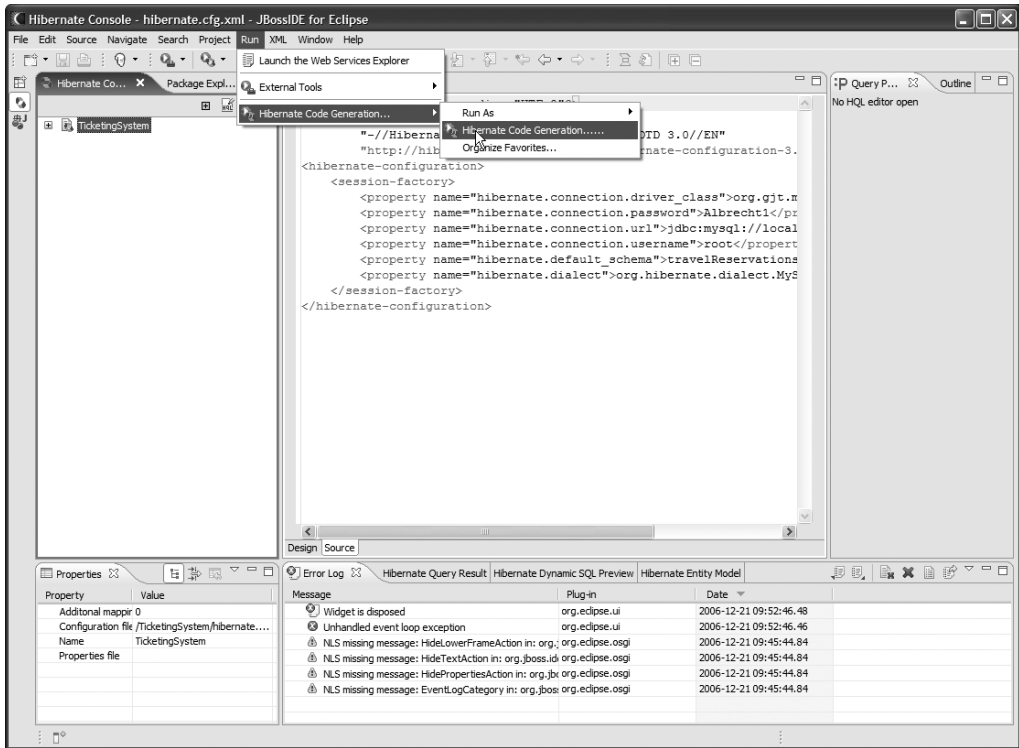 Hibernate Console - hibernate.cfg.xml - JBossIDE for Eclipse
File Edit Source Navigate Search Project Run XML Window Help
Launch the Web Services Explorer
External Tools
Hibernate Code Generation...
Run As
Hibernate Code Generation......
Organize Favorites...
Hibernate Co... Package Expl...
Query P... Outline
No HQL editor open
TicketingSystem
"-//Hiberna OTD 3.0//EN"
"http://hib rnate-configuration-3.
<hibernate-configuration>
<session-factory>
<property name="hibernate.connection.driver_class">org.gjt.m
<property name="hibernate.connection.password">Albrecht1</pr
<property name="hibernate.connection.url">jdbc:mysql://local
<property name="hibernate.connection.username">root</propert
<property name="hibernate.default_schema">travelReservations
<property name="hibernate.dialect">org.hibernate.dialect.MyS
</session-factory>
</hibernate-configuration>
Design Source
Properties
Property Value
Additonal mappir 0
Configuration file /TicketingSystem/hibernate....
Name TicketingSystem
Properties file
Error Log Hibernate Query Result Hibernate Dynamic SQL Preview Hibernate Entity Model
Message Plug-in Date
Widget is disposed org.eclipse.ui 2006-12-21 09:52:46.48
Unhandled event loop exception org.eclipse.ui 2006-12-21 09:52:46.46
NLS missing message: HideLowerFrameAction in: org.j org.eclipse.osgi 2006-12-21 09:45:44.84
NLS missing message: HideTextAction in: org.jboss.id org.eclipse.osgi 2006-12-21 09:45:44.84
NLS missing message: HidePropertiesAction in: org.jbo org.eclipse.osgi 2006-12-21 09:45:44.84
NLS missing message: EventLogCategory in: org.jbos: org.eclipse.osgi 2006-12-21 09:45:44.84